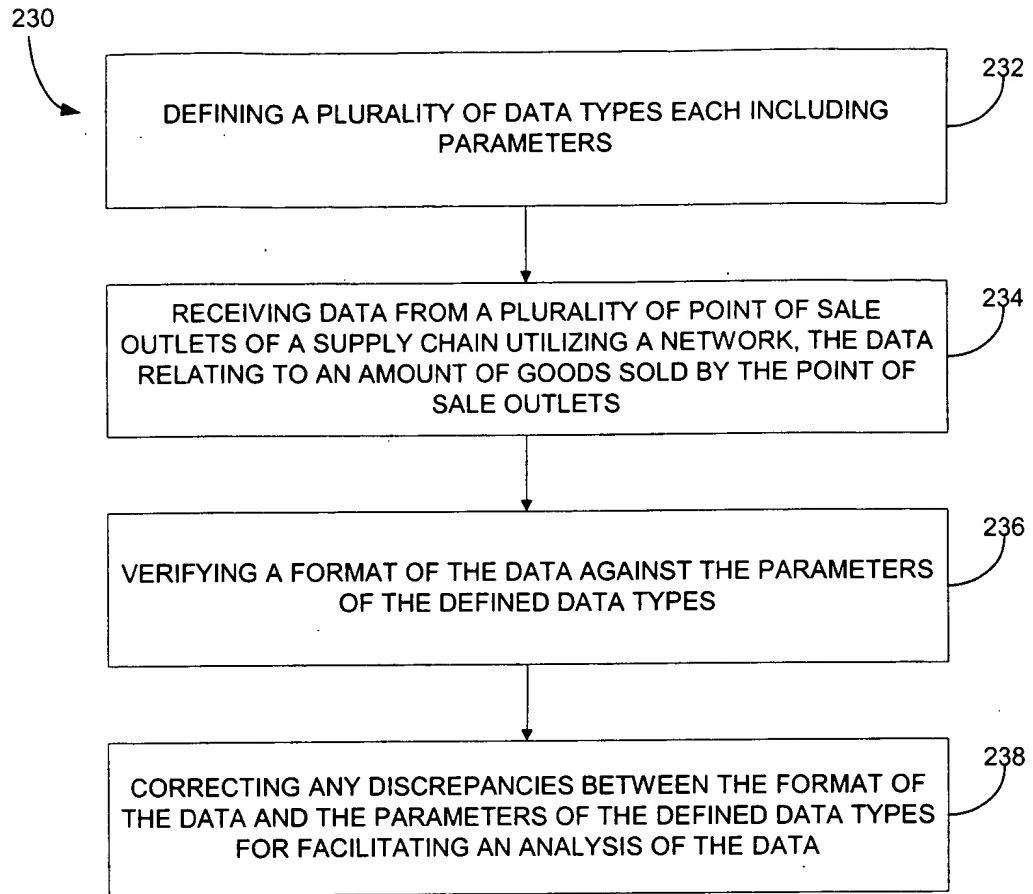 230
232
DEFINING A PLURALITY OF DATA TYPES EACH INCLUDING
PARAMETERS
234
RECEIVING DATA FROM A PLURALITY OF POINT OF SALE
OUTLETS OF A SUPPLY CHAIN UTILIZING A NETWORK, THE DATA
RELATING TO AN AMOUNT OF GOODS SOLD BY THE POINT OF
SALE OUTLETS
236
VERIFYING A FORMAT OF THE DATA AGAINST THE PARAMETERS
OF THE DEFINED DATA TYPES
238
CORRECTING ANY DISCREPANCIES BETWEEN THE FORMAT OF
THE DATA AND THE PARAMETERS OF THE DEFINED DATA TYPES
FOR FACILITATING AN ANALYSIS OF THE DATA